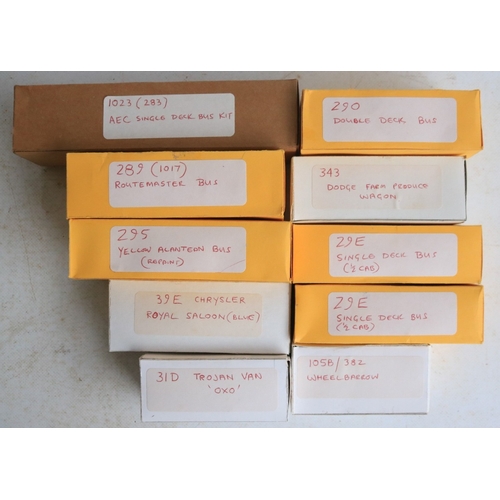 1023 (283)
AEC SINGLE DECK BUS KIT
290
DOUBLE DECK BUS
289 (1017)
ROUTEMASTER BUS
343
DODGE FARM PRODUCE
WAGON
295
YELLOW ALANTEON BUS
(REPAINT)
29E
SINGLE DECK BUS
(½ CAB)
39E CHRYSLER
ROYAL SALOON (BLUE)
29E
SINGLE DECK BUS
(½ CAB)
31D TROJAN VAN
'OXO'
105B/382
WHEELBARROW